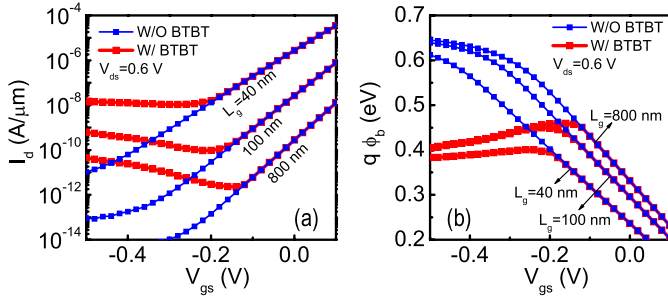 10^-4
10^-6
10^-8
10^-10
10^-12
10^-14
I_d (A/μm)
W/O BTBT
W/ BTBT
V_ds=0.6 V
L_g=40 nm
100 nm
800 nm
(a)
-0.4 -0.2 0.0
V_gs (V)
0.7
0.6
0.5
0.4
0.3
0.2
q ϕ_b (eV)
W/O BTBT
W/ BTBT
V_ds=0.6 V
L_g=800 nm
L_g=40 nm
L_g=100 nm
(b)
-0.4 -0.2 0.0
V_gs (V)